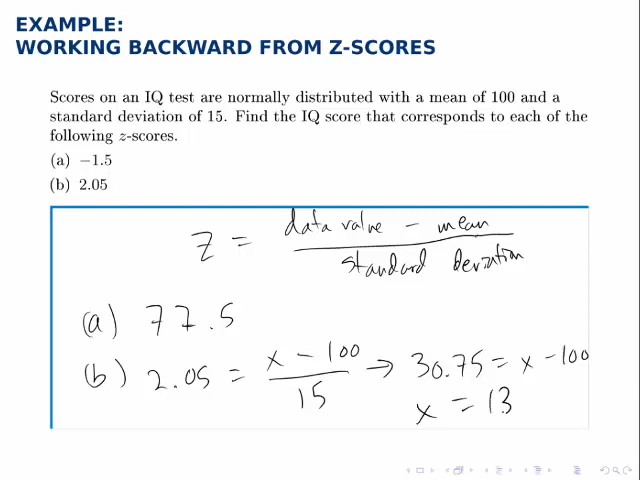 EXAMPLE:
WORKING BACKWARD FROM Z-SCORES
Scores on an IQ test are normally distributed with a mean of 100 and a
standard deviation of 15. Find the IQ score that corresponds to each of the
following z-scores.
(a) −1.5
(b) 2.05
z = data value − mean / standard deviation
(a) 77.5
(b) 2.05 = x − 100 / 15 → 30.75 = x − 100
x = 13